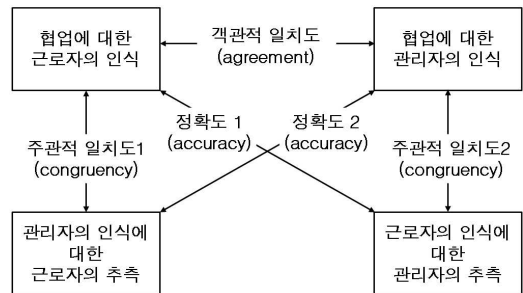 협업에 대한
근로자의 인식
객관적 일치도
(agreement)
협업에 대한
관리자의 인식
주관적 일치도1
(congruency)
정확도 1
(accuracy)
정확도 2
(accuracy)
주관적 일치도2
(congruency)
관리자의 인식에
대한
근로자의 추측
근로자의 인식에
대한
관리자의 추측